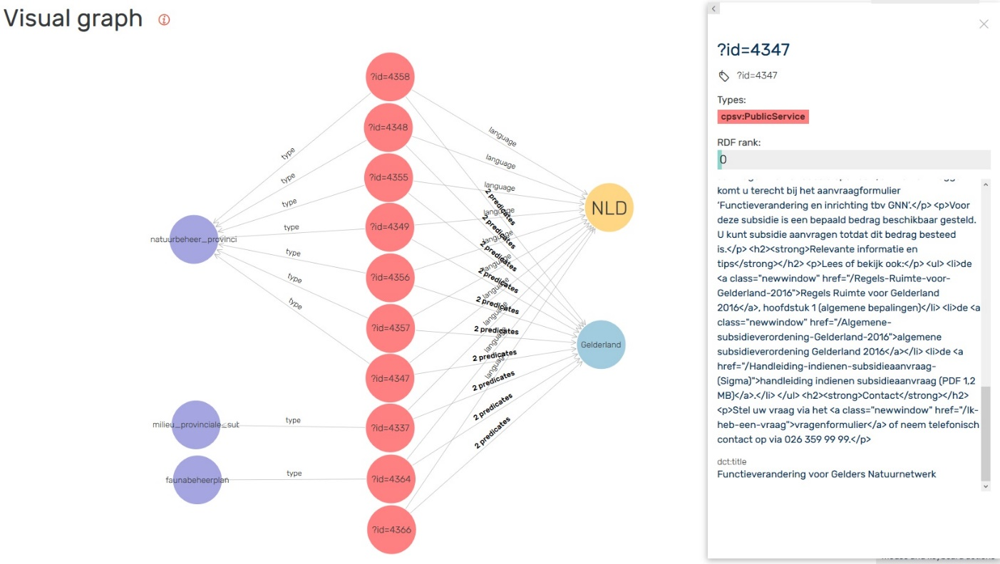 Visual graph
?id=4358
?id=4348
?id=4355
?id=4349
?id=4356
?id=4357
?id=4347
?id=4337
?id=4364
?id=4366
natuurbeheer_provinci
milieu_provinciale_sub
faunabeheerplan
type
type
type
type
type
type
type
type
type
language
language
language
language
language
language
language
language
language
language
2 predicates
2 predicates
2 predicates
2 predicates
2 predicates
2 predicates
2 predicates
2 predicates
2 predicates
2 predicates
NLD
Gelderland
?id=4347
?id=4347
Types:
cpsv:PublicService
RDF rank:
0
komt u terecht bij het aanvraagformulier
‘Functieverandering en inrichting tbv GNN’.</p> <p>Voor
deze subsidie is een bepaald bedrag beschikbaar gesteld.
U kunt subsidie aanvragen totdat dit bedrag besteed
is.</p> <h2><strong>Relevante informatie en
tips</strong></h2> <p>Lees of bekijk ook:</p> <ul> <li>de
<a class="newwindow" href="/Regels-Ruimte-voor-
Gelderland-2016">Regels Ruimte voor Gelderland
2016</a>, hoofdstuk 1 (algemene bepalingen)</li> <li>de <a
class="newwindow" href="/Algemene-
subsidieverordening-Gelderland-2016">algemene
subsidieverordening Gelderland 2016</a></li> <li>de <a
href="/Handleiding-indienen-subsidieaanvraag-
(Sigma)">handleiding indienen subsidieaanvraag (PDF 1,2
MB)</a>.</li> </ul> <h2><strong>Contact</strong></h2>
<p>Stel uw vraag via het <a class="newwindow" href="/Ik-
heb-een-vraag">vragenformulier</a> of neem telefonisch
contact op via 026 359 99 99.</p>
dct:title
Functieverandering voor Gelders Natuurnetwerk